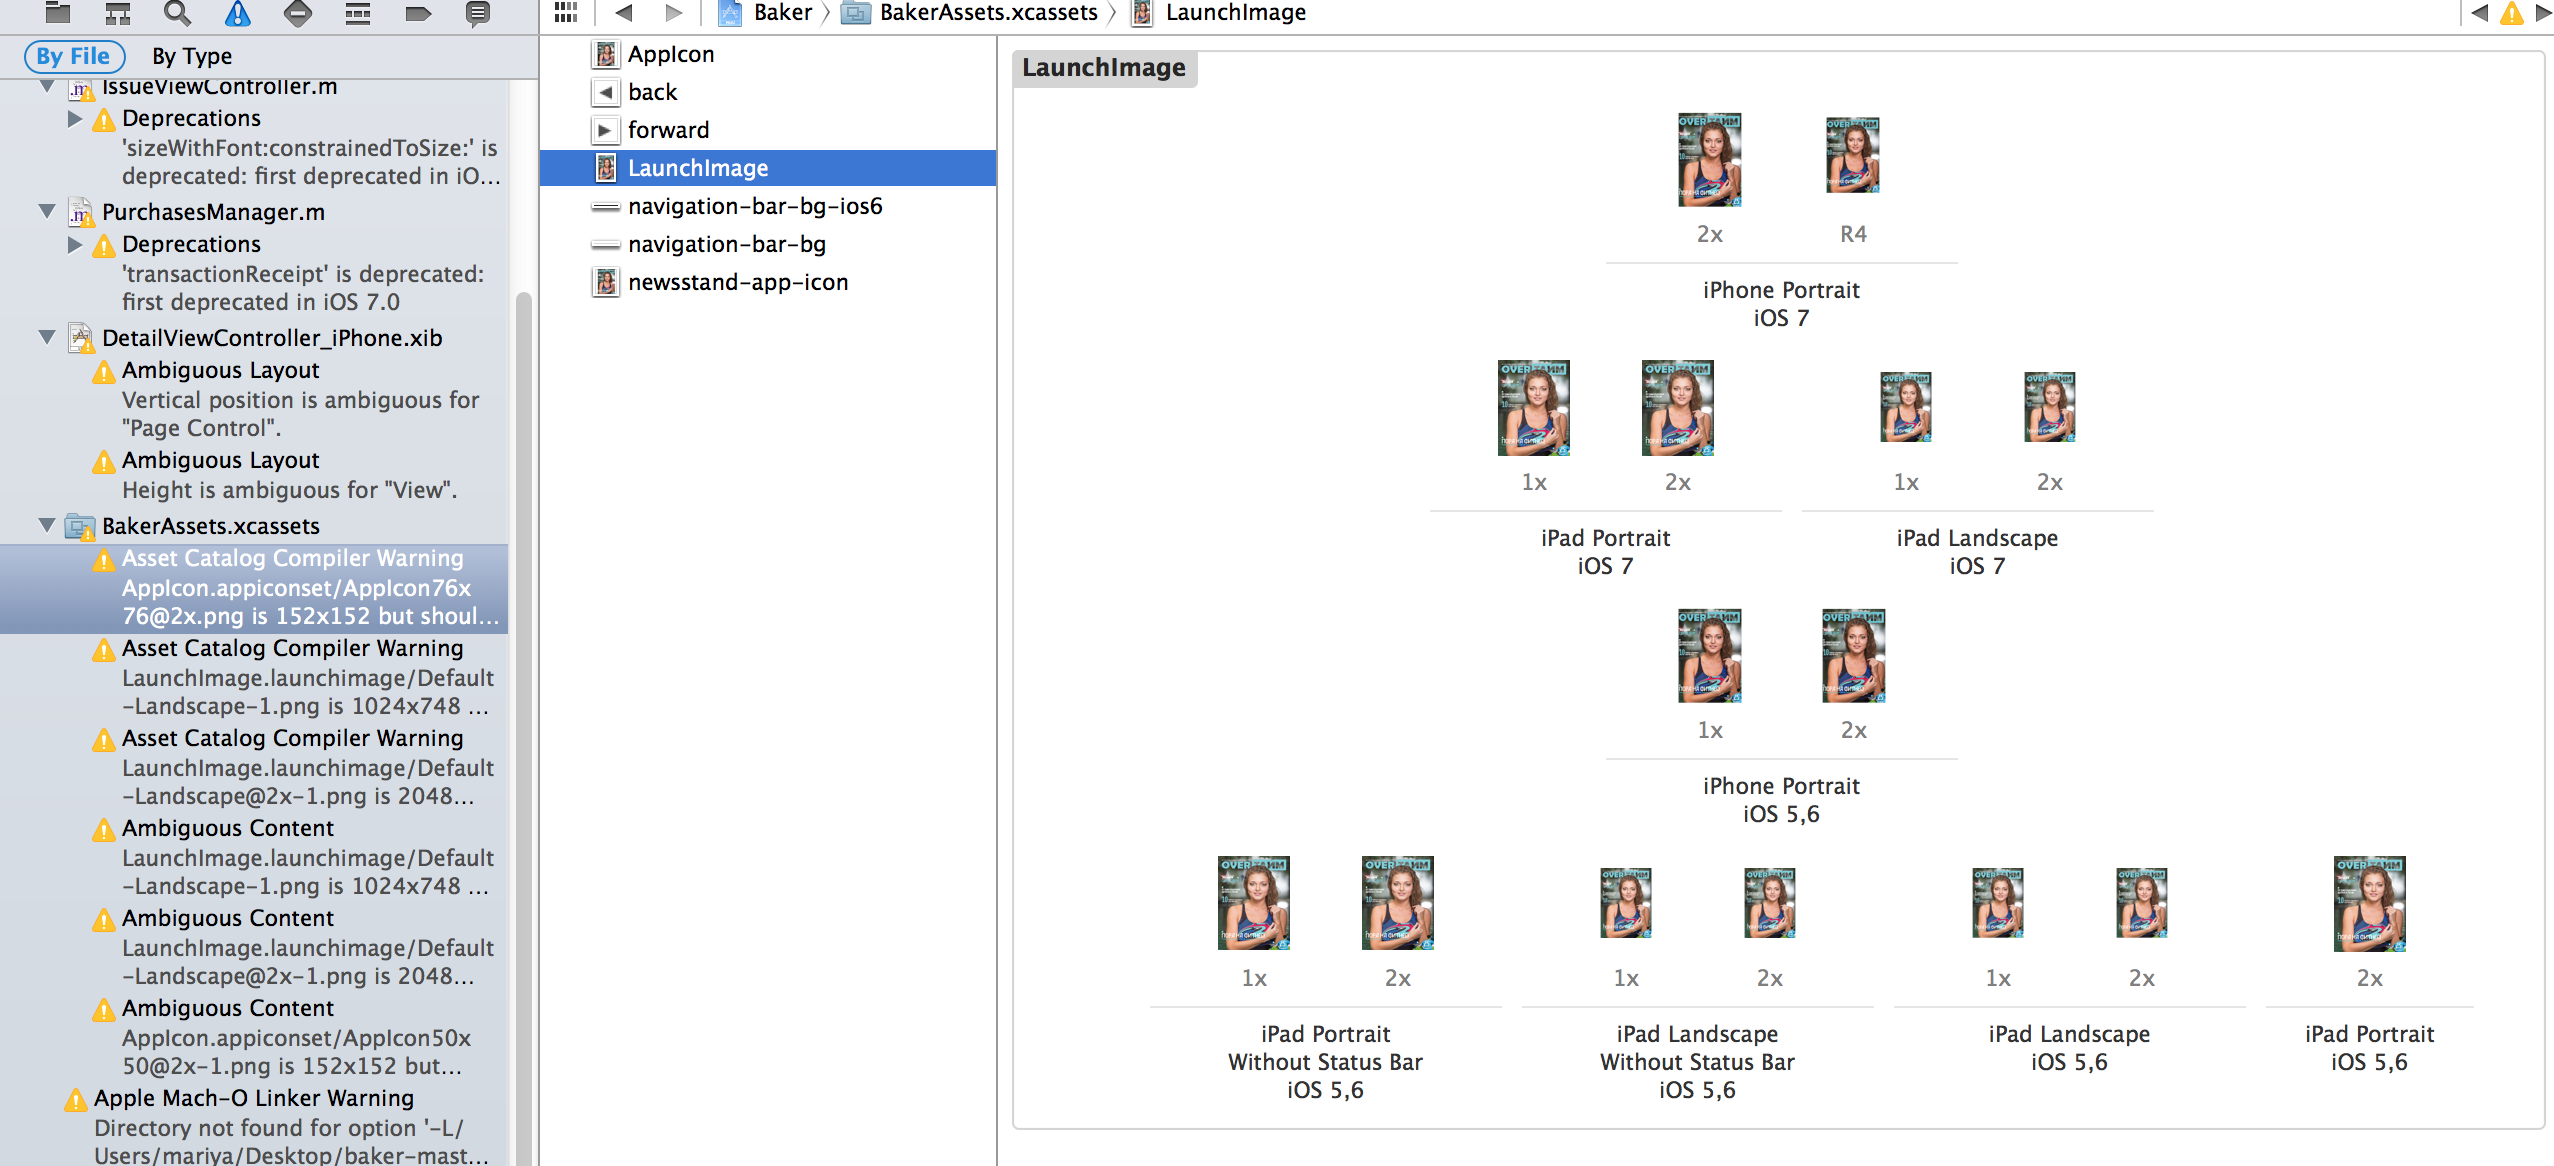 Baker
BakerAssets.xcassets
LaunchImage
By File
By Type
IssueViewController.m
Deprecations
'sizeWithFont:constrainedToSize:' is
deprecated: first deprecated in iO...
PurchasesManager.m
Deprecations
'transactionReceipt' is deprecated:
first deprecated in iOS 7.0
DetailViewController_iPhone.xib
Ambiguous Layout
Vertical position is ambiguous for
"Page Control".
Ambiguous Layout
Height is ambiguous for "View".
BakerAssets.xcassets
Asset Catalog Compiler Warning
AppIcon.appiconset/AppIcon76x
76@2x.png is 152x152 but shoul...
Asset Catalog Compiler Warning
LaunchImage.launchimage/Default
-Landscape-1.png is 1024x748 ...
Asset Catalog Compiler Warning
LaunchImage.launchimage/Default
-Landscape@2x-1.png is 2048...
Ambiguous Content
LaunchImage.launchimage/Default
-Landscape-1.png is 1024x748 ...
Ambiguous Content
LaunchImage.launchimage/Default
-Landscape@2x-1.png is 2048...
Ambiguous Content
AppIcon.appiconset/AppIcon50x
50@2x-1.png is 152x152 but...
Apple Mach-O Linker Warning
Directory not found for option '-L/
Users/mariya/Desktop/baker-mast...
AppIcon
back
forward
LaunchImage
navigation-bar-bg-ios6
navigation-bar-bg
newsstand-app-icon
LaunchImage
2x
R4
iPhone Portrait
iOS 7
1x
2x
iPad Portrait
iOS 7
1x
2x
iPad Landscape
iOS 7
1x
2x
iPhone Portrait
iOS 5,6
1x
2x
iPad Portrait
Without Status Bar
iOS 5,6
1x
2x
iPad Landscape
Without Status Bar
iOS 5,6
1x
2x
iPad Landscape
iOS 5,6
2x
iPad Portrait
iOS 5,6